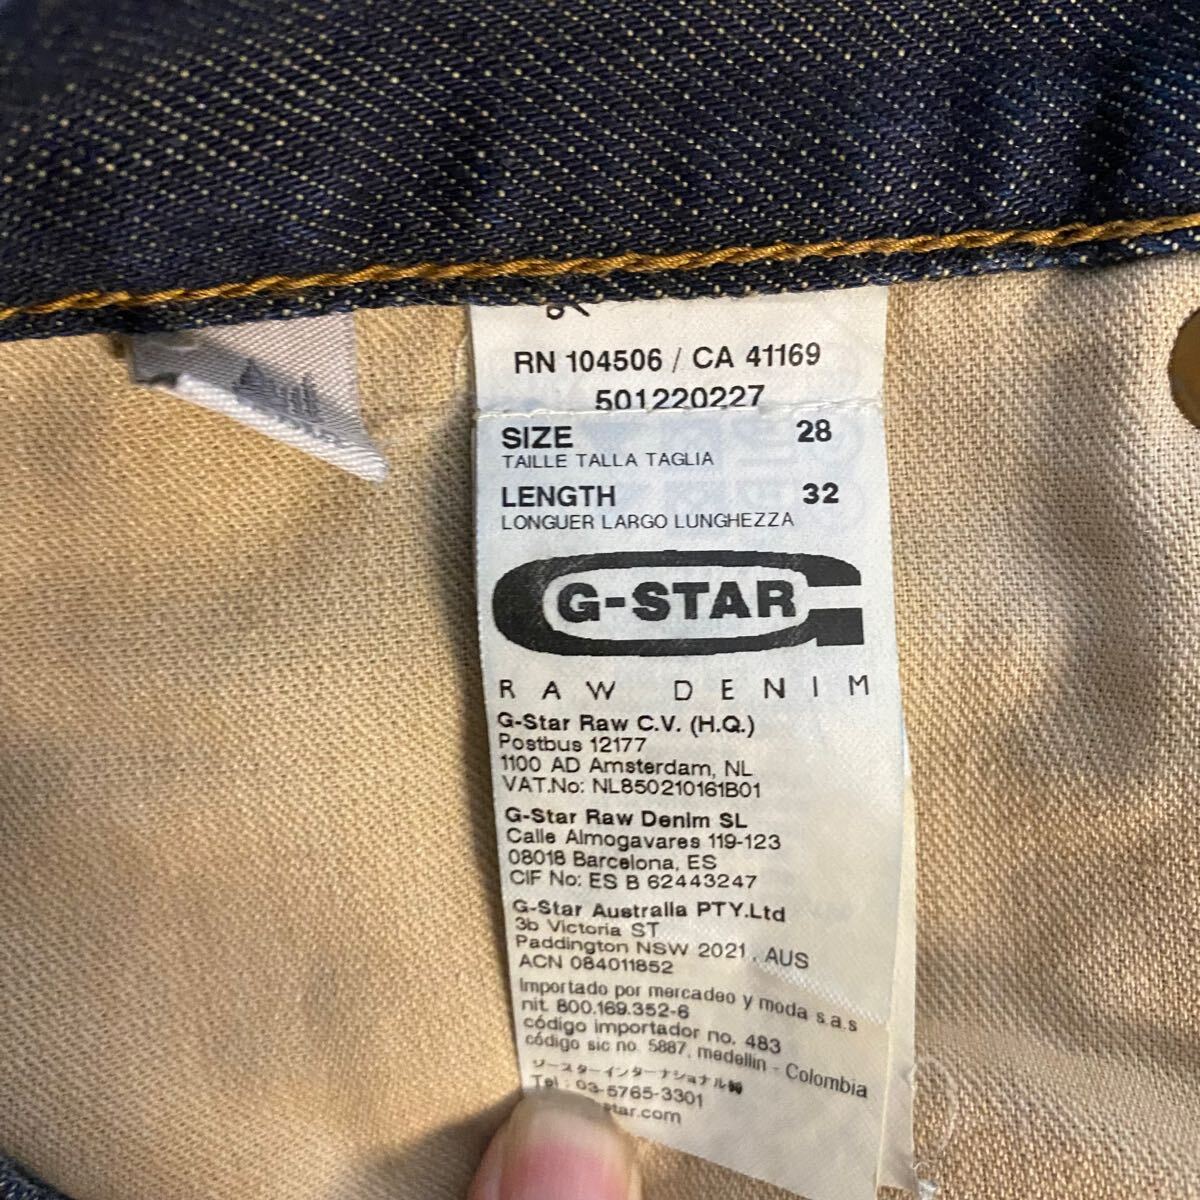 RN 104506 / CA 41169
501220227
SIZE 28
TAILLE TALLA TAGLIA
LENGTH 32
LONGUER LARGO LUNGHEZZA
G-STAR
RAW DENIM
G-Star Raw C.V. (H.Q.)
Postbus 12177
1100 AD Amsterdam, NL
VAT.No: NL850210161B01
G-Star Raw Denim SL
Calle Almogavares 119-123
08018 Barcelona, ES
CIF No: ES B 62443247
G-Star Australia PTY.Ltd
3b Victoria ST
Paddington NSW 2021, AUS
ACN 084011852
Importado por mercadeo y moda s.a.s
nit. 800.169.352-6
código importador no. 483
código sic no. 5887, medellin - Colombia
ジースターインターナショナル㈱
Tel : 03-5765-3301
star.com